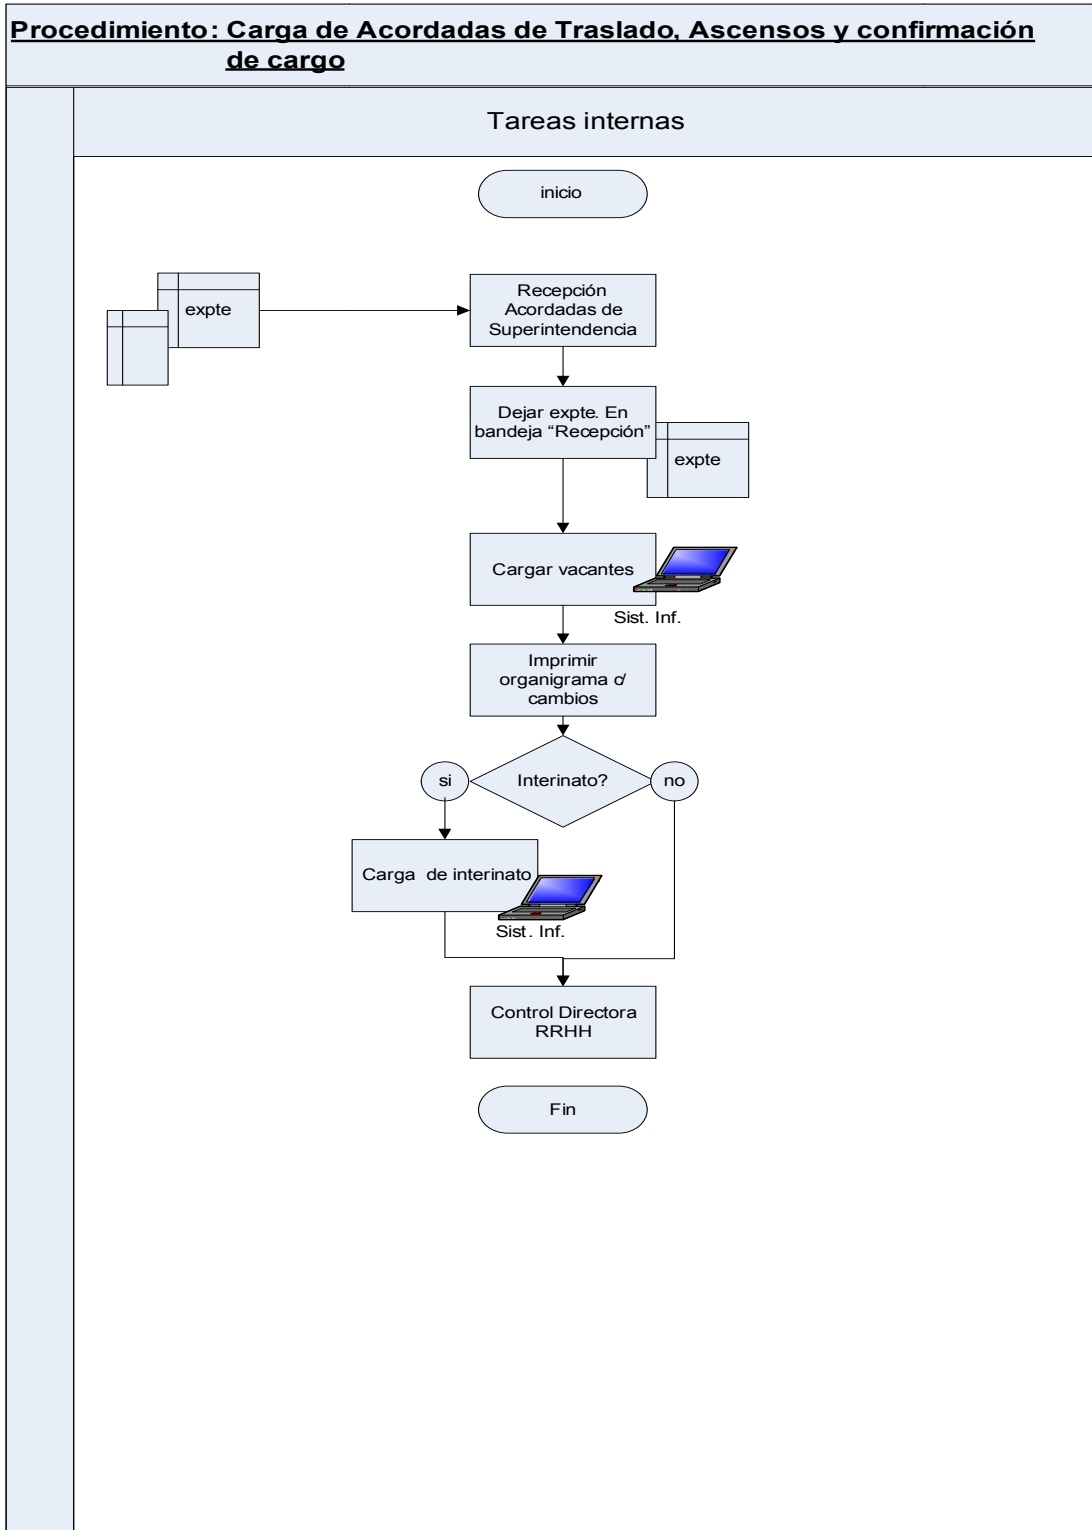 Procedimiento: Carga de Acordadas de Traslado, Ascensos y confirmación
de cargo
Tareas internas
inicio
expte
Recepción
Acordadas de
Superintendencia
Dejar expte. En
bandeja “Recepción”
expte
Cargar vacantes
Sist. Inf.
Imprimir
organigrama c/
cambios
si
Interinato?
no
Carga de interinato
Sist. Inf.
Control Directora
RRHH
Fin